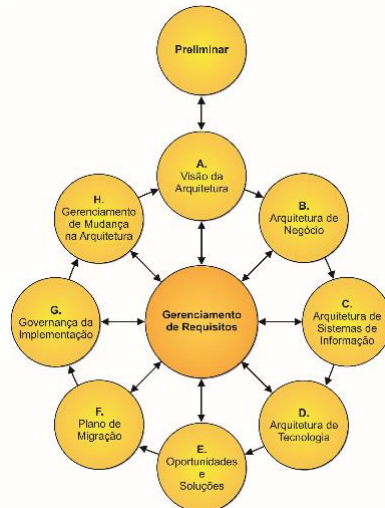 Preliminar
A.
Visão da
Arquitetura
B.
Arquitetura de
Negócio
C.
Arquitetura de
Sistemas de
Informação
D.
Arquitetura de
Tecnologia
E.
Oportunidades
e
Soluções
F.
Plano de
Migração
G.
Governança da
Implementação
H.
Gerenciamento
de Mudança
na Arquitetura
Gerenciamento
de Requisitos